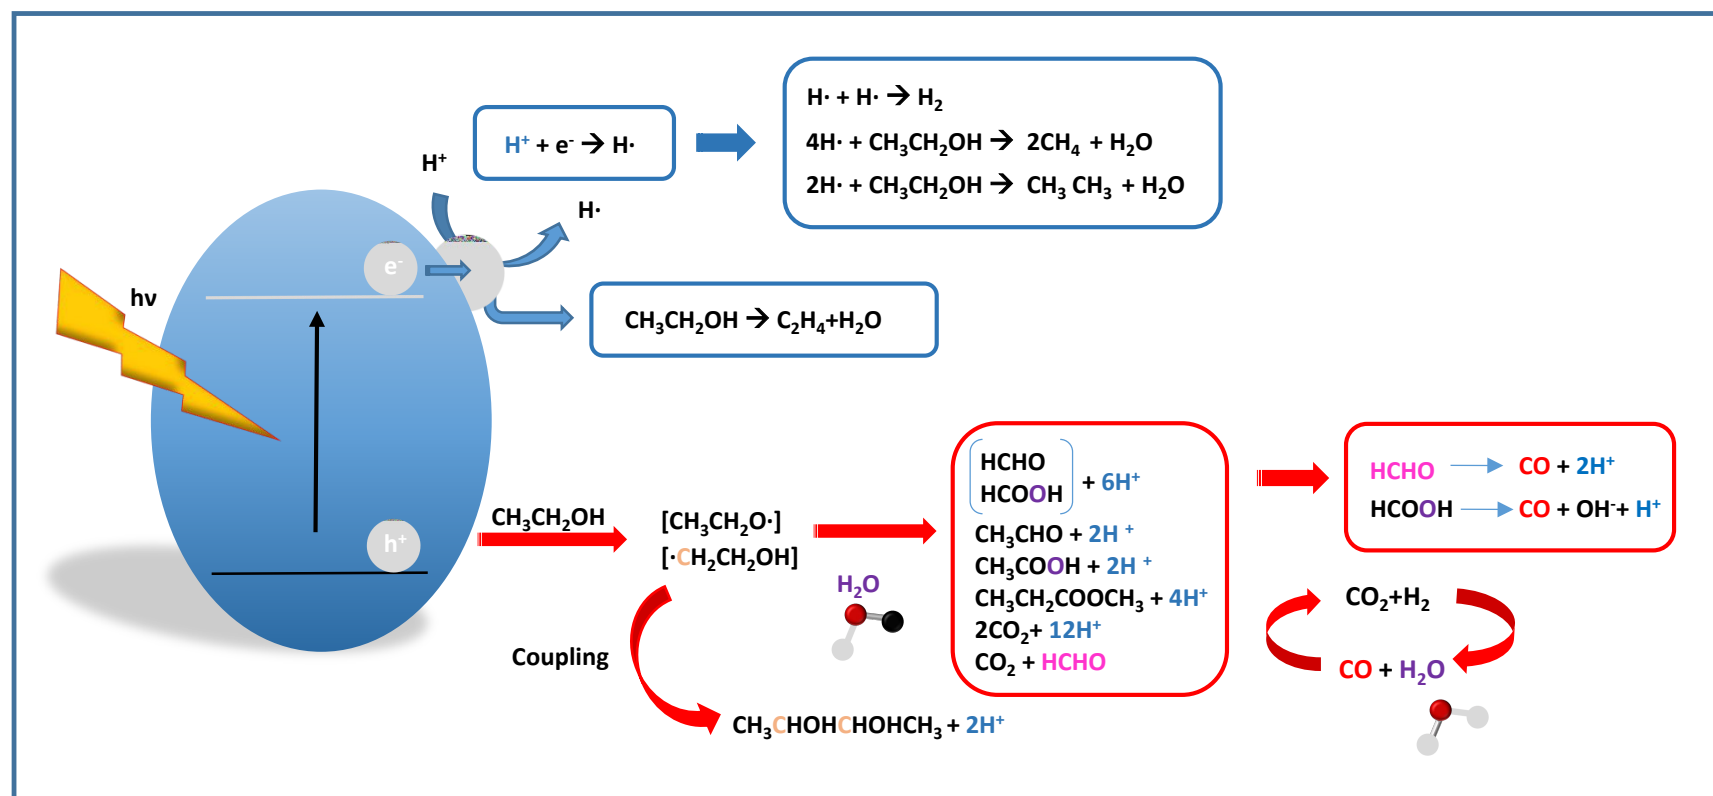 H· + H· → H₂
4H· + CH₃CH₂OH → 2CH₄ + H₂O
2H· + CH₃CH₂OH → CH₃ CH₃ + H₂O
H⁺ + e⁻ → H·
H⁺
H·
e⁻
hν
CH₃CH₂OH → C₂H₄+H₂O
h⁺
CH₃CH₂OH
[CH₃CH₂O·]
[·CH₂CH₂OH]
H₂O
Coupling
CH₃CHOHCHOHCH₃ + 2H⁺
HCHO
HCOOH + 6H⁺
CH₃CHO + 2H ⁺
CH₃COOH + 2H ⁺
CH₃CH₂COOCH₃ + 4H⁺
2CO₂+ 12H⁺
CO₂ + HCHO
HCHO → CO + 2H⁺
HCOOH → CO + OH⁻+ H⁺
CO₂+H₂
CO + H₂O